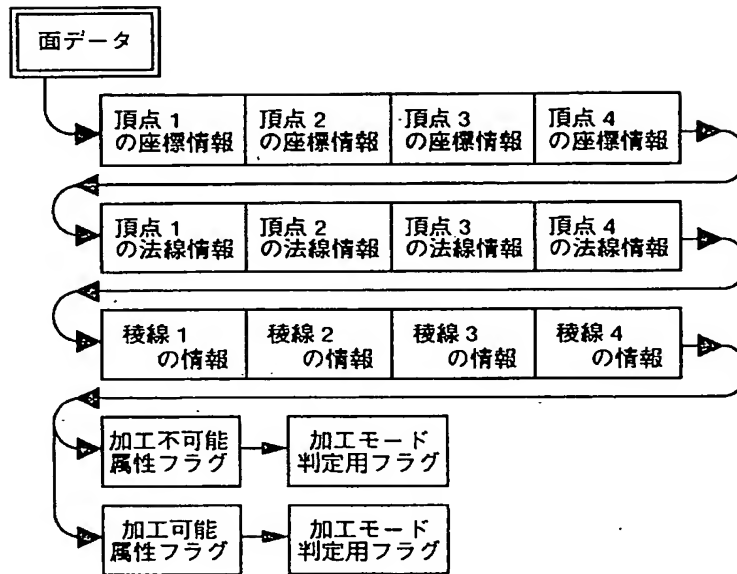 面データ
頂点1
の座標情報
頂点2
の座標情報
頂点3
の座標情報
頂点4
の座標情報
頂点1
の法線情報
頂点2
の法線情報
頂点3
の法線情報
頂点4
の法線情報
稜線1
の情報
稜線2
の情報
稜線3
の情報
稜線4
の情報
加工不可能
属性フラグ
加工モード
判定用フラグ
加工可能
属性フラグ
加工モード
判定用フラグ